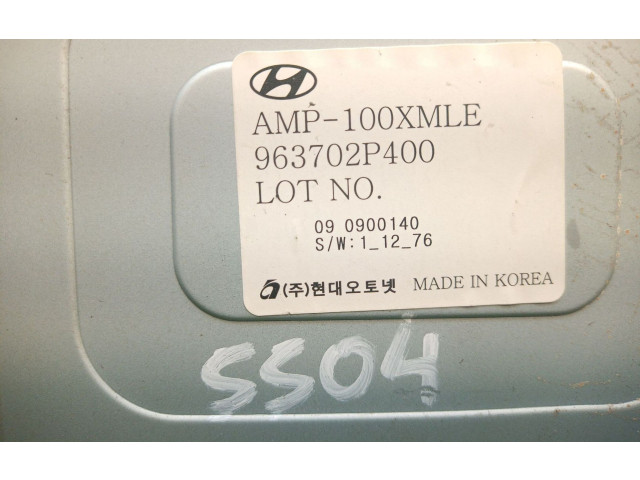 AMP-100XMLE
963702P400
LOT NO.
09 0900140
S/W:1_12_76
(주)현대오토넷 MADE IN KOREA
SS04